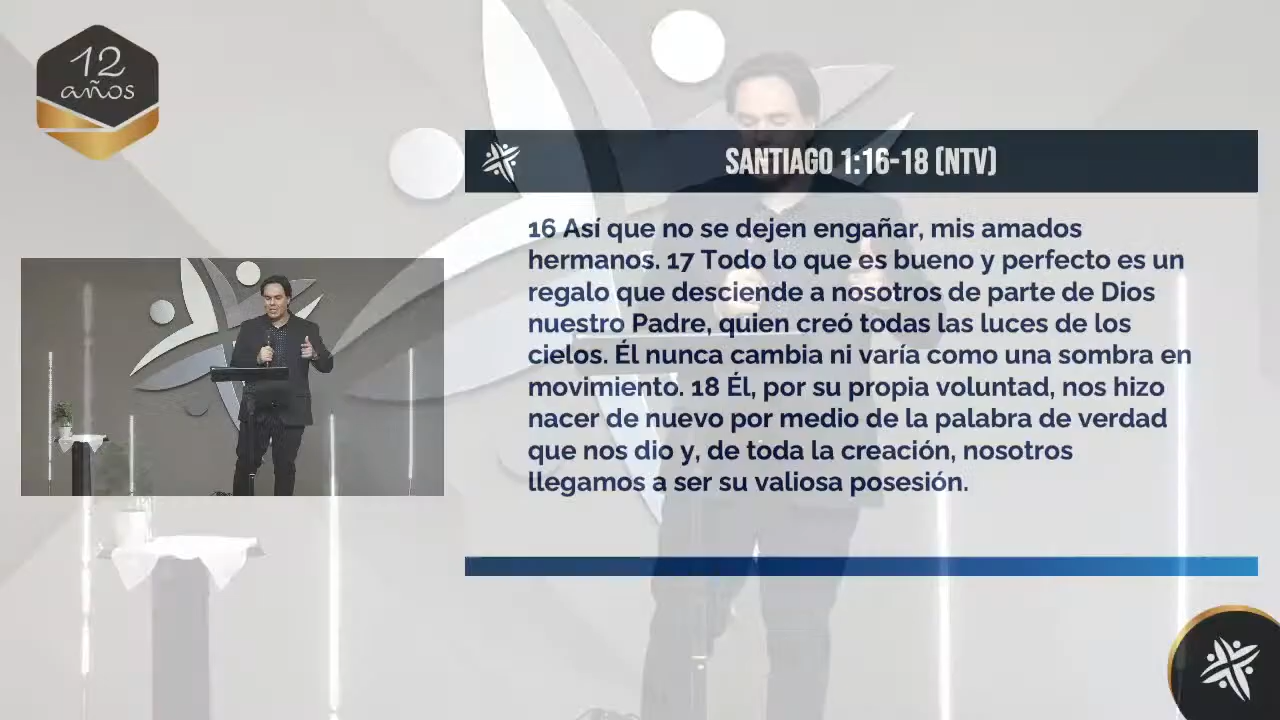 12
años
SANTIAGO 1:16-18 (NTV)
16 Así que no se dejen engañar, mis amados
hermanos. 17 Todo lo que es bueno y perfecto es un
regalo que desciende a nosotros de parte de Dios
nuestro Padre, quien creó todas las luces de los
cielos. Él nunca cambia ni varía como una sombra en
movimiento. 18 Él, por su propia voluntad, nos hizo
nacer de nuevo por medio de la palabra de verdad
que nos dio y, de toda la creación, nosotros
llegamos a ser su valiosa posesión.